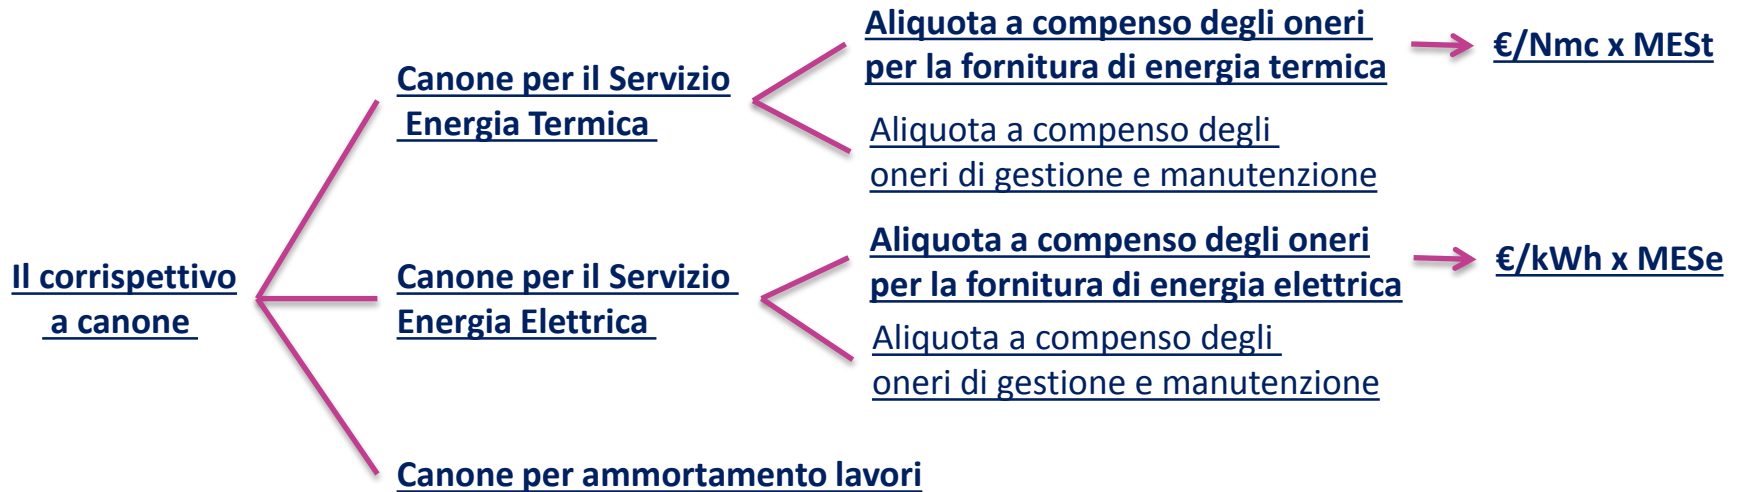 Il corrispettivo
a canone
Canone per il Servizio
Energia Termica
Aliquota a compenso degli oneri
per la fornitura di energia termica
€/Nmc x MESt
Aliquota a compenso degli
oneri di gestione e manutenzione
Canone per il Servizio
Energia Elettrica
Aliquota a compenso degli oneri
per la fornitura di energia elettrica
€/kWh x MESe
Aliquota a compenso degli
oneri di gestione e manutenzione
Canone per ammortamento lavori